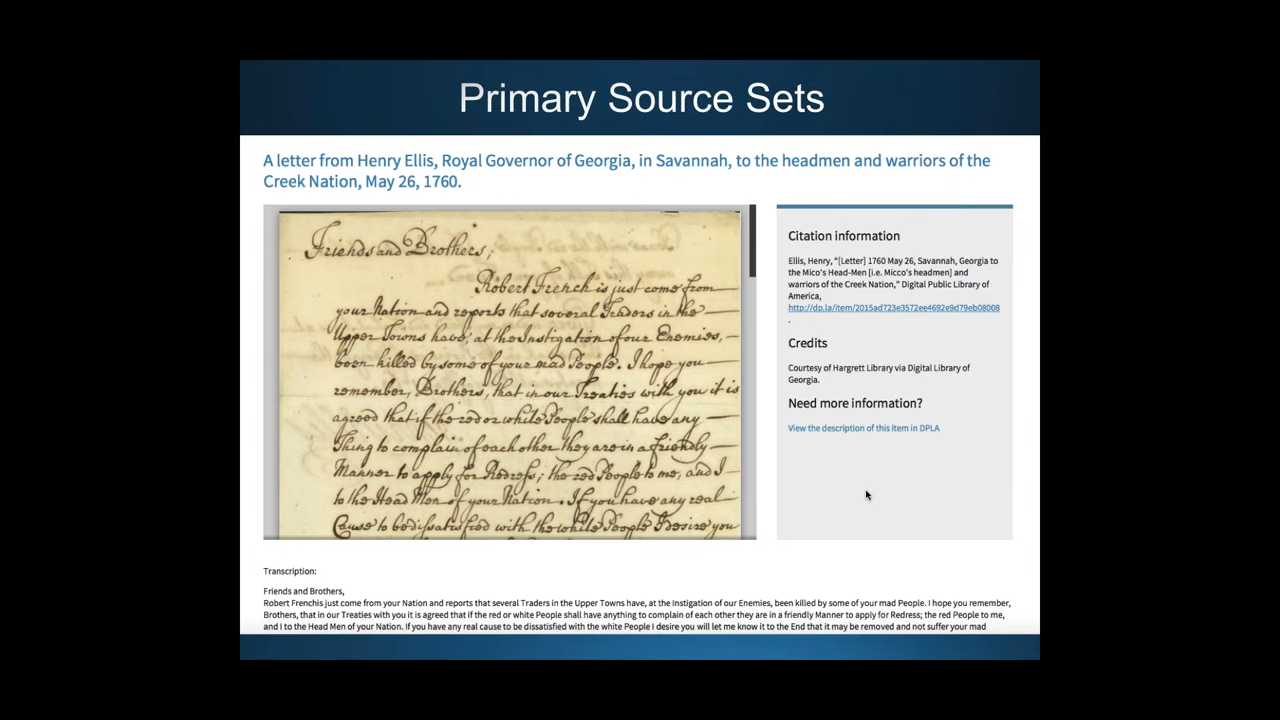 Primary Source Sets
A letter from Henry Ellis, Royal Governor of Georgia, in Savannah, to the headmen and warriors of the
Creek Nation, May 26, 1760.
Friends and Brothers,
Robert French is just come from
your Nation and reports that several Traders in the
Upper Towns have, at the Instigation of our Enemies,
been killed by some of your mad People. I hope you
remember, Brothers, that in our Treaties with you it is
agreed that if the red or white People shall have any
Thing to complain of each other they are in a friendly
Manner to apply for Redress; the red People to me, and I
to the Head Men of your Nation. If you have any real
Cause to be dissatisfied with the white People I desire you
Citation information
Ellis, Henry, "[Letter] 1760 May 26, Savannah, Georgia to
the Mico's Head-Men [i.e. Micco's headmen] and
warriors of the Creek Nation," Digital Public Library of
America,
http://dp.la/item/2015ad723e3572ee4692e9d79eb08008
.
Credits
Courtesy of Hargrett Library via Digital Library of
Georgia.
Need more information?
View the description of this item in DPLA
Transcription:
Friends and Brothers,
Robert Frenchis just come from your Nation and reports that several Traders in the Upper Towns have, at the Instigation of our Enemies, been killed by some of your mad People. I hope you remember,
Brothers, that in our Treaties with you it is agreed that if the red or white People shall have anything to complain of each other they are in a friendly Manner to apply for Redress; the red People to me,
and I to the Head Men of your Nation. If you have any real cause to be dissatisfied with the white People I desire you will let me know it to the End that it may be removed and not suffer your mad